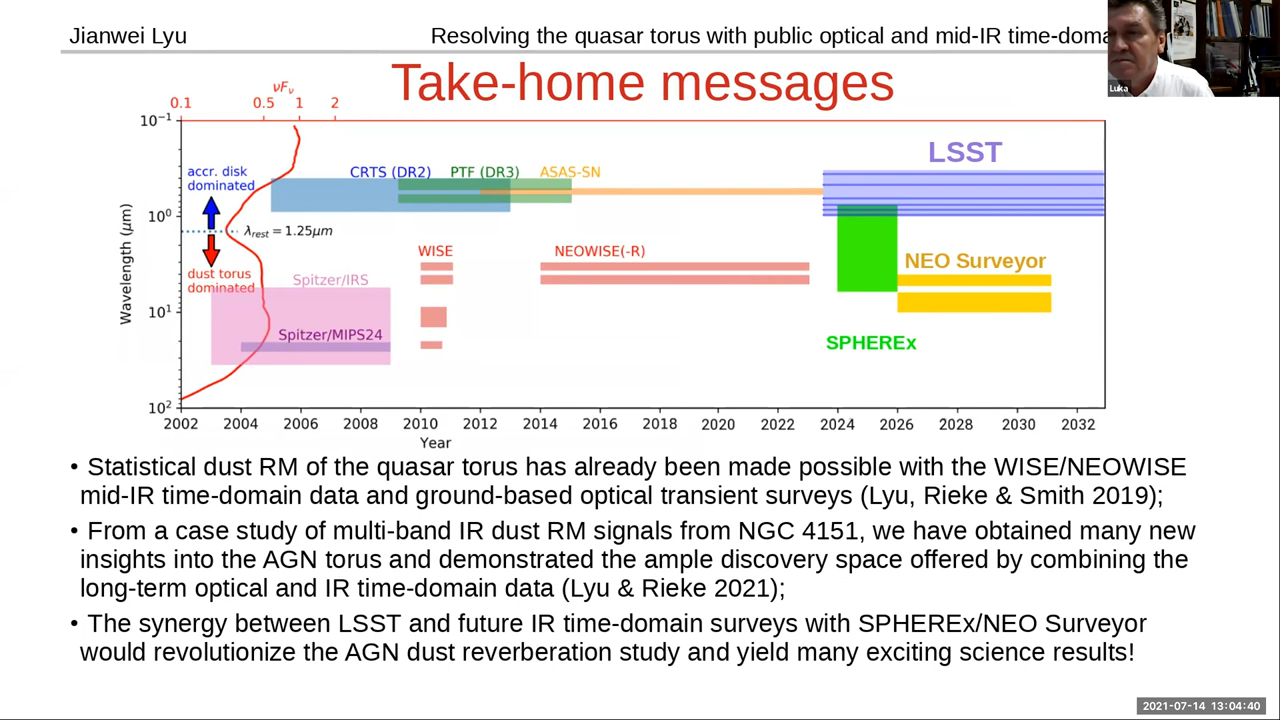 Jianwei Lyu
Resolving the quasar torus with public optical and mid-IR time-doma
Luka
Take-home messages
νFν
0.1 0.5 1 2
10⁻¹
10⁰
10¹
10²
Wavelength (μm)
accr. disk
dominated
λrest = 1.25μm
dust torus
dominated
CRTS (DR2)
PTF (DR3)
ASAS-SN
LSST
WISE
NEOWISE(-R)
NEO Surveyor
Spitzer/IRS
Spitzer/MIPS24
SPHEREx
2002 2004 2006 2008 2010 2012 2014 2016 2018 2020 2022 2024 2026 2028 2030 2032
Year
• Statistical dust RM of the quasar torus has already been made possible with the WISE/NEOWISE
mid-IR time-domain data and ground-based optical transient surveys (Lyu, Rieke & Smith 2019);
• From a case study of multi-band IR dust RM signals from NGC 4151, we have obtained many new
insights into the AGN torus and demonstrated the ample discovery space offered by combining the
long-term optical and IR time-domain data (Lyu & Rieke 2021);
• The synergy between LSST and future IR time-domain surveys with SPHEREx/NEO Surveyor
would revolutionize the AGN dust reverberation study and yield many exciting science results!
2021-07-14 13:04:40